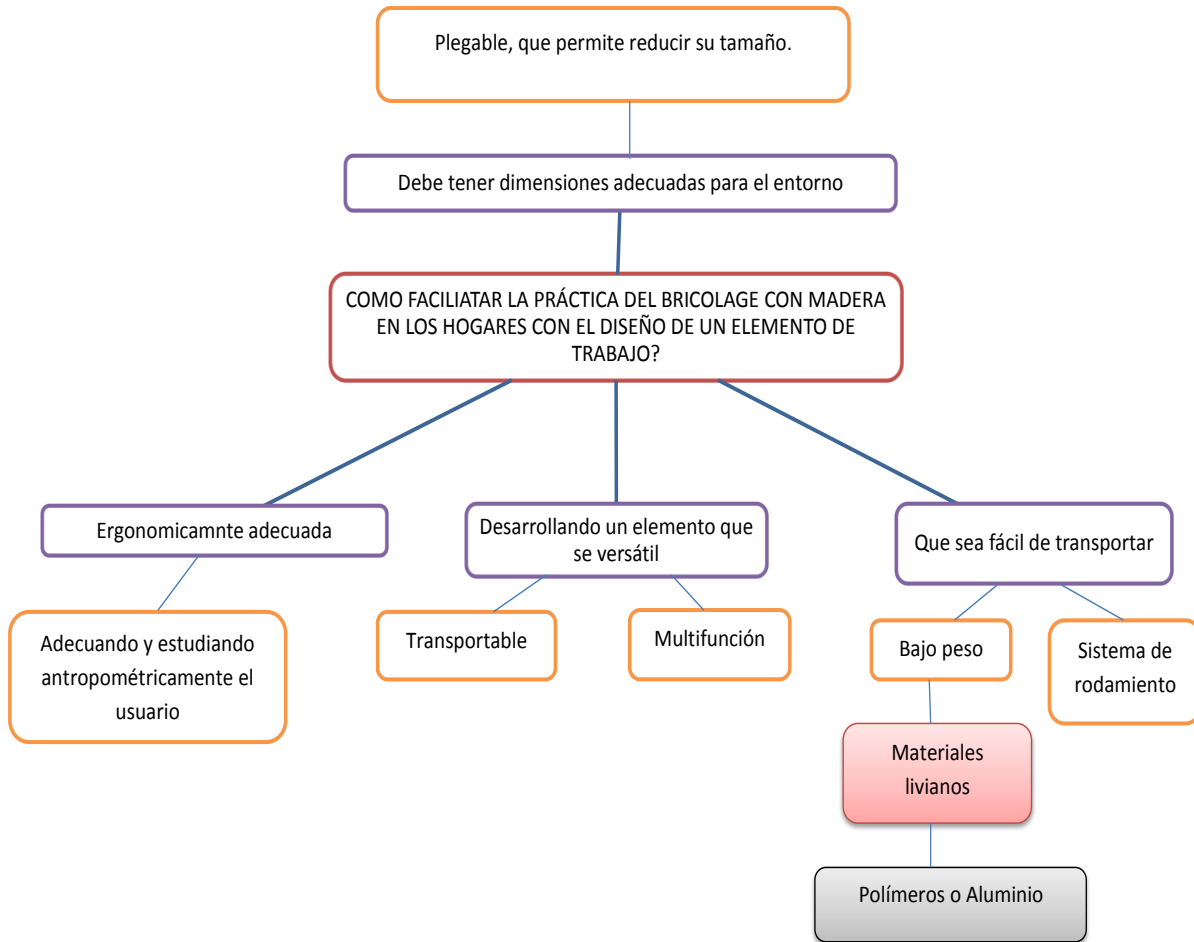 Plegable, que permite reducir su tamaño.
Debe tener dimensiones adecuadas para el entorno
COMO FACILIATAR LA PRÁCTICA DEL BRICOLAGE CON MADERA
EN LOS HOGARES CON EL DISEÑO DE UN ELEMENTO DE
TRABAJO?
Ergonomicamnte adecuada
Desarrollando un elemento que
se versátil
Que sea fácil de transportar
Adecuando y estudiando
antropométricamente el
usuario
Transportable
Multifunción
Bajo peso
Sistema de
rodamiento
Materiales
livianos
Polímeros o Aluminio